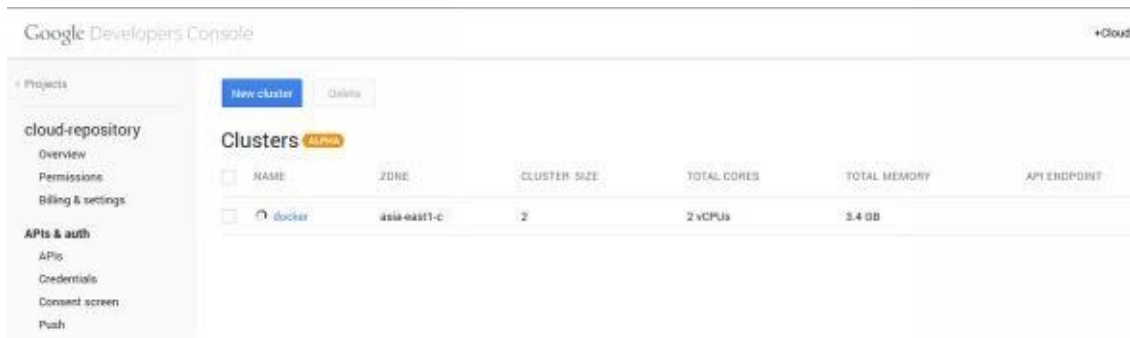 Google Developers Console
+Cloud
‹ Projects
New cluster
Delete
cloud-repository
Clusters ALPHA
Overview
NAME ZONE CLUSTER SIZE TOTAL CORES TOTAL MEMORY API ENDPOINT
Permissions
Billing & settings
docker asia-east1-c 2 2 vCPUs 3.4 GB
APIs & auth
APIs
Credentials
Consent screen
Push